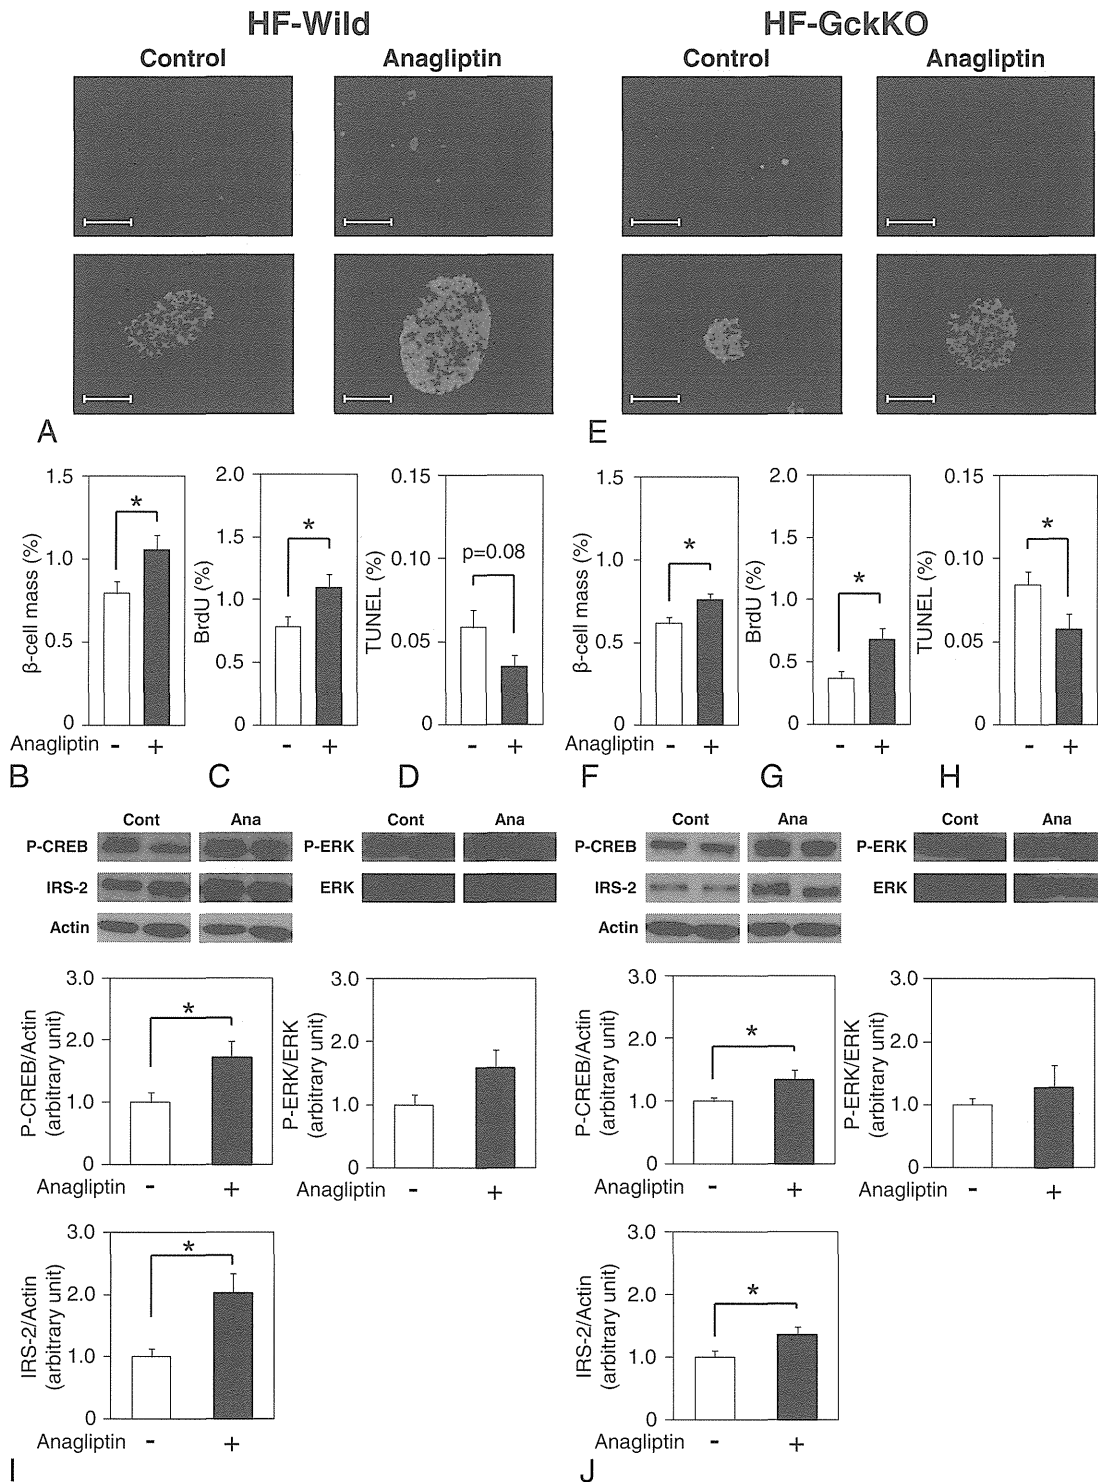 HF-Wild
HF-GckKO
Control
Anagliptin
Control
Anagliptin
A
E
β-cell mass (%)
1.5
1.0
0.5
0
*
BrdU (%)
2.0
1.5
1.0
0.5
0
*
TUNEL (%)
0.15
0.10
0.05
0
p=0.08
β-cell mass (%)
1.5
1.0
0.5
0
*
BrdU (%)
2.0
1.5
1.0
0.5
0
*
TUNEL (%)
0.15
0.10
0.05
0
*
Anagliptin - +
- +
- +
Anagliptin - +
- +
- +
B
C
D
F
G
H
Cont Ana
P-CREB
IRS-2
Actin
Cont Ana
P-ERK
ERK
Cont Ana
P-CREB
IRS-2
Actin
Cont Ana
P-ERK
ERK
P-CREB/Actin
(arbitrary unit)
3.0
2.0
1.0
0
*
Anagliptin - +
P-ERK/ERK
(arbitrary unit)
3.0
2.0
1.0
0
Anagliptin - +
P-CREB/Actin
(arbitrary unit)
3.0
2.0
1.0
0
*
Anagliptin - +
P-ERK/ERK
(arbitrary unit)
3.0
2.0
1.0
0
Anagliptin - +
IRS-2/Actin
(arbitrary unit)
3.0
2.0
1.0
0
*
Anagliptin - +
IRS-2/Actin
(arbitrary unit)
3.0
2.0
1.0
0
*
Anagliptin - +
I
J